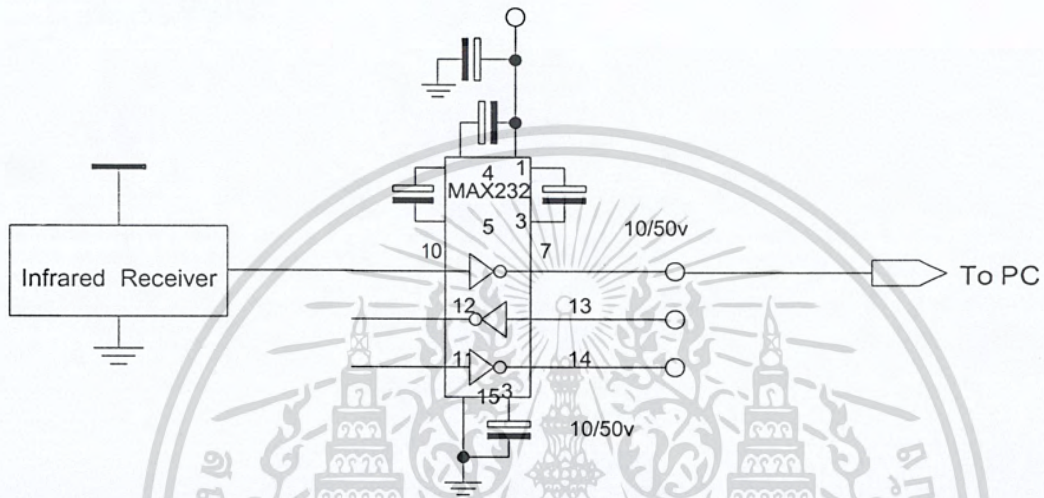 4 1
MAX232
5 3
10/50v
10 7
Infrared Receiver
To PC
12 13
11 14
15 3
10/50v